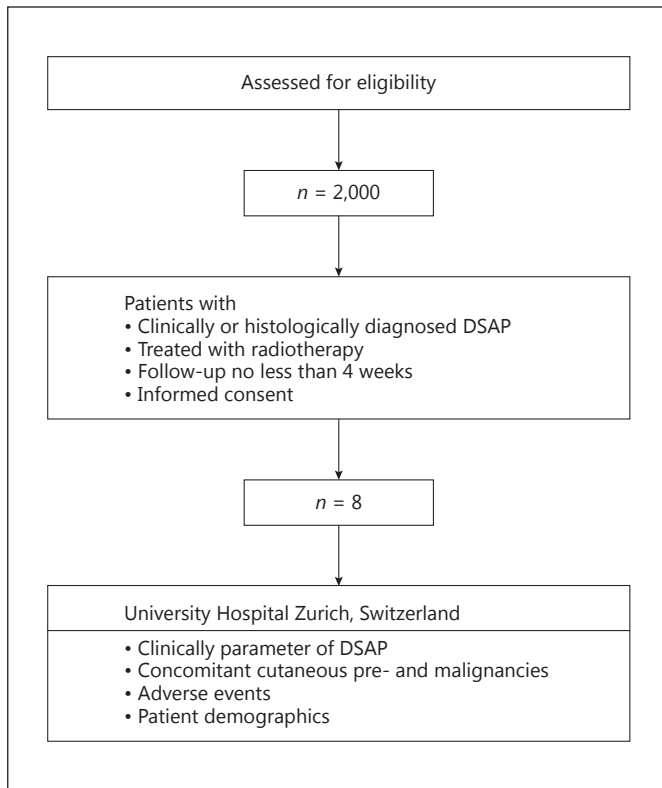 Assessed for eligibility
n = 2,000
Patients with
• Clinically or histologically diagnosed DSAP
• Treated with radiotherapy
• Follow-up no less than 4 weeks
• Informed consent
n = 8
University Hospital Zurich, Switzerland
• Clinically parameter of DSAP
• Concomitant cutaneous pre- and malignancies
• Adverse events
• Patient demographics